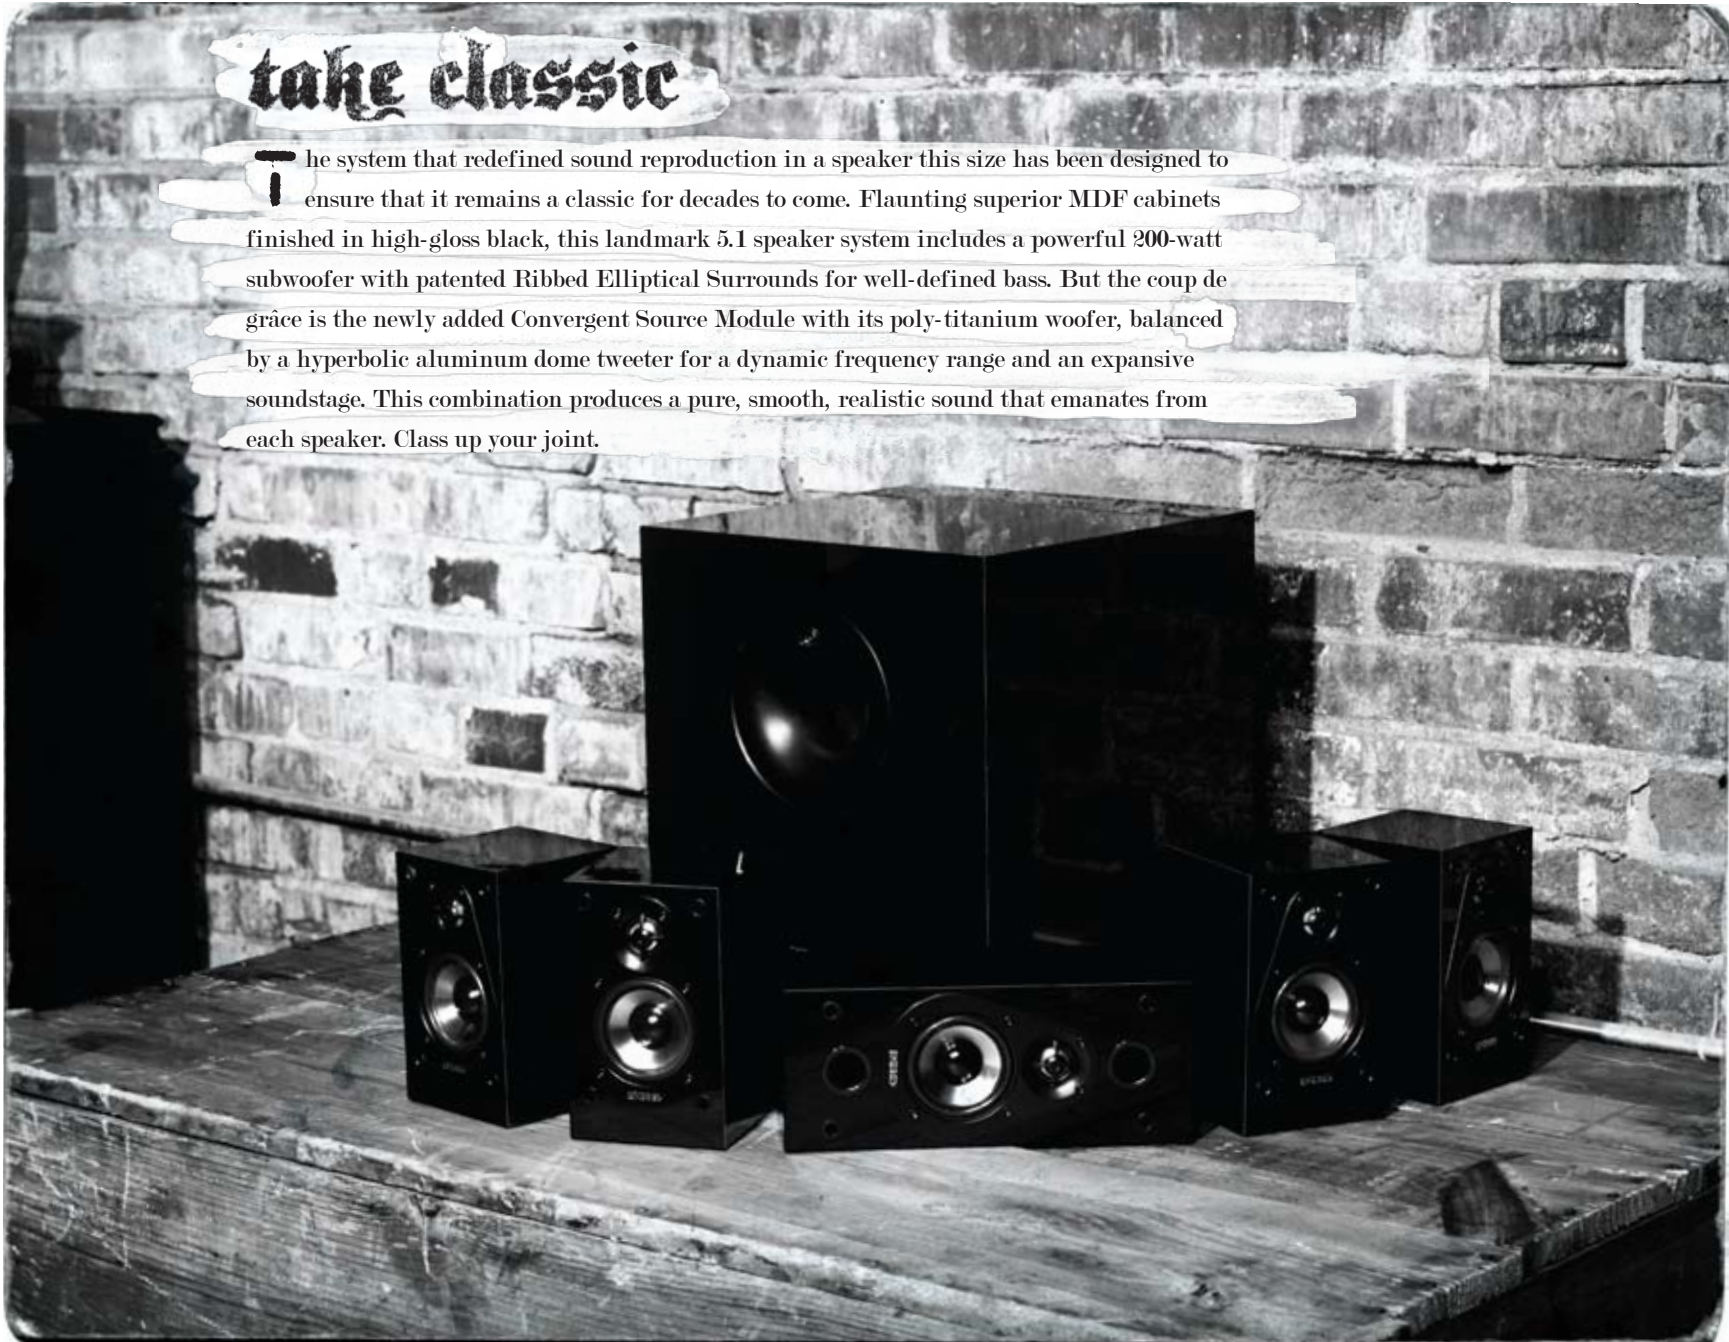 take classic
The system that redefined sound reproduction in a speaker this size has been designed to
ensure that it remains a classic for decades to come. Flaunting superior MDF cabinets
finished in high-gloss black, this landmark 5.1 speaker system includes a powerful 200-watt
subwoofer with patented Ribbed Elliptical Surrounds for well-defined bass. But the coup de
grâce is the newly added Convergent Source Module with its poly-titanium woofer, balanced
by a hyperbolic aluminum dome tweeter for a dynamic frequency range and an expansive
soundstage. This combination produces a pure, smooth, realistic sound that emanates from
each speaker. Class up your joint.